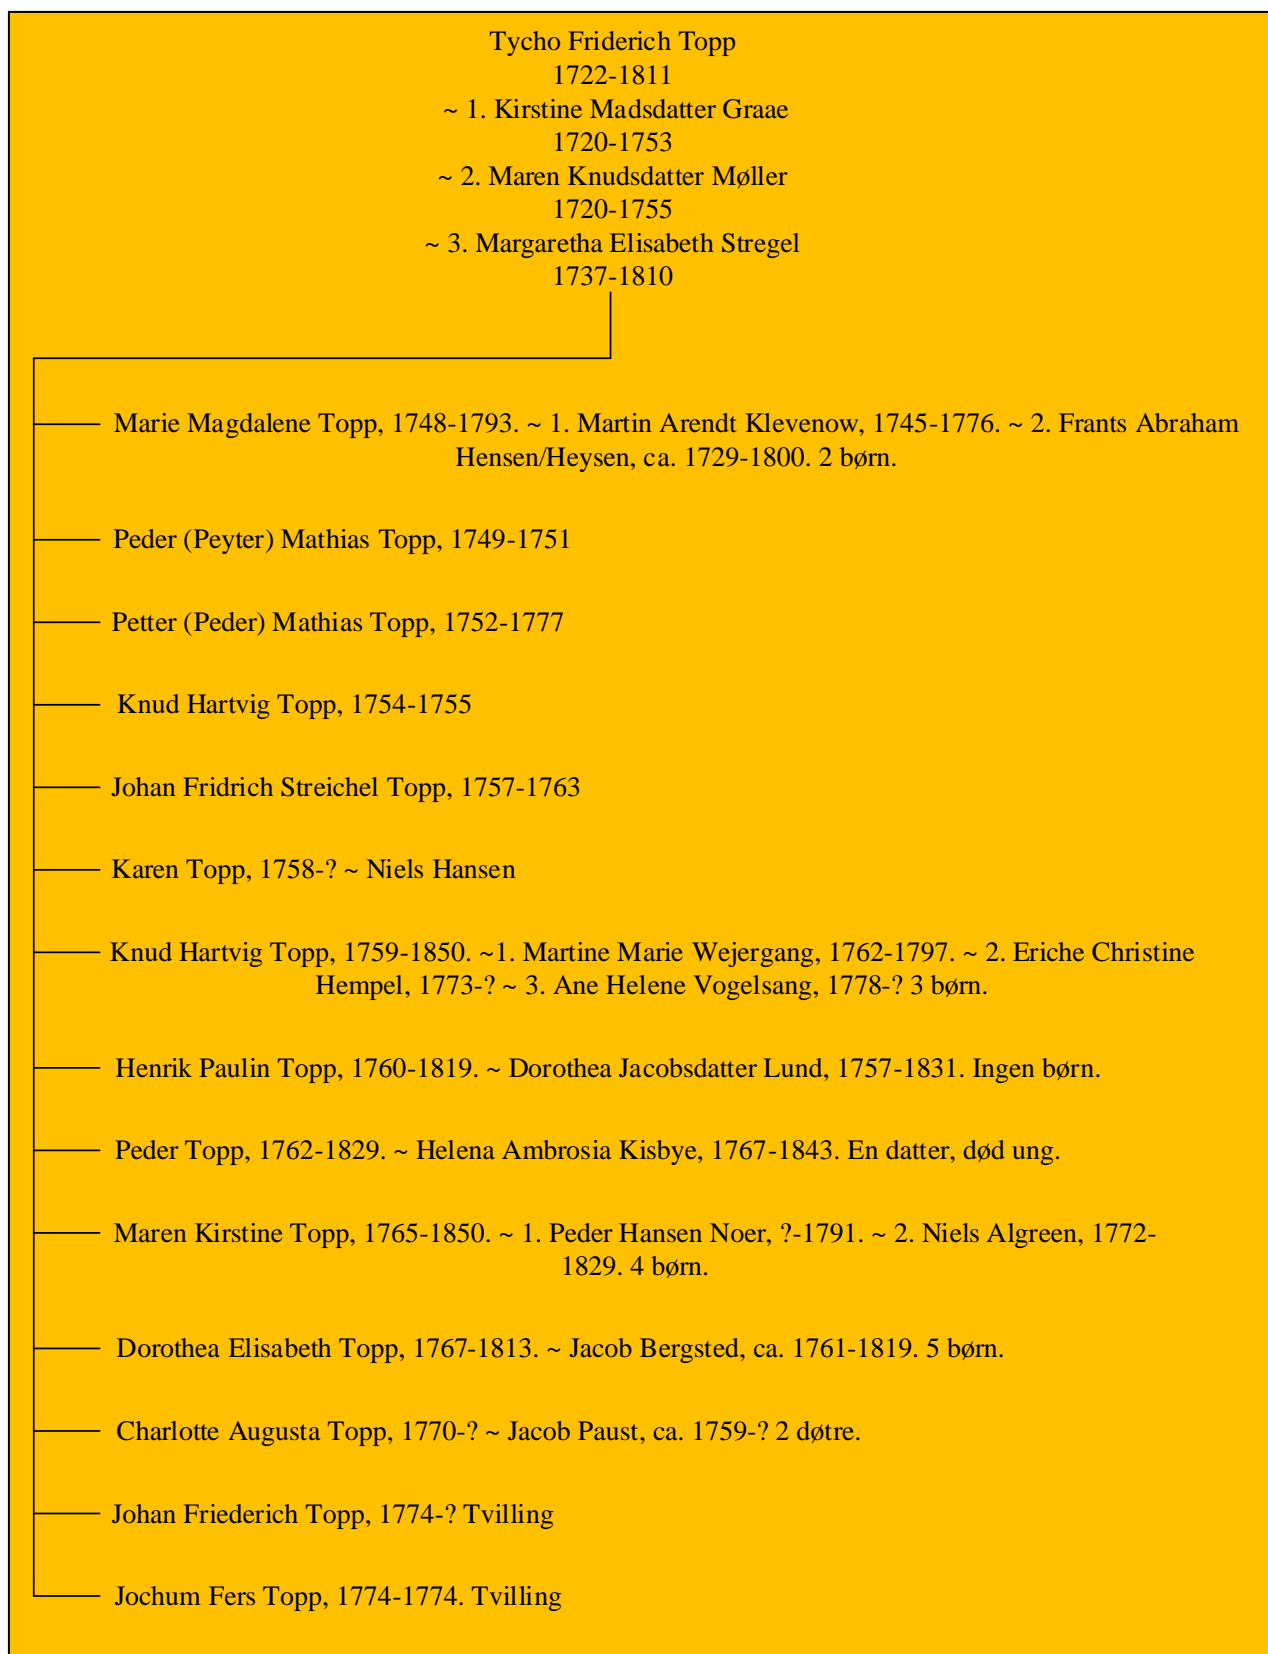 Tycho Friderich Topp
1722-1811
~ 1. Kirstine Madsdatter Graae
1720-1753
~ 2. Maren Knudsdatter Møller
1720-1755
~ 3. Margaretha Elisabeth Stregel
1737-1810
Marie Magdalene Topp, 1748-1793. ~ 1. Martin Arendt Klevenow, 1745-1776. ~ 2. Frants Abraham
Hensen/Heysen, ca. 1729-1800. 2 børn.
Peder (Peyter) Mathias Topp, 1749-1751
Petter (Peder) Mathias Topp, 1752-1777
Knud Hartvig Topp, 1754-1755
Johan Fridrich Streichel Topp, 1757-1763
Karen Topp, 1758-? ~ Niels Hansen
Knud Hartvig Topp, 1759-1850. ~1. Martine Marie Wejergang, 1762-1797. ~ 2. Eriche Christine
Hempel, 1773-? ~ 3. Ane Helene Vogelsang, 1778-? 3 børn.
Henrik Paulin Topp, 1760-1819. ~ Dorothea Jacobsdatter Lund, 1757-1831. Ingen børn.
Peder Topp, 1762-1829. ~ Helena Ambrosia Kisbye, 1767-1843. En datter, død ung.
Maren Kirstine Topp, 1765-1850. ~ 1. Peder Hansen Noer, ?-1791. ~ 2. Niels Algreen, 1772-
1829. 4 børn.
Dorothea Elisabeth Topp, 1767-1813. ~ Jacob Bergsted, ca. 1761-1819. 5 børn.
Charlotte Augusta Topp, 1770-? ~ Jacob Paust, ca. 1759-? 2 døtre.
Johan Friederich Topp, 1774-? Tvilling
Jochum Fers Topp, 1774-1774. Tvilling